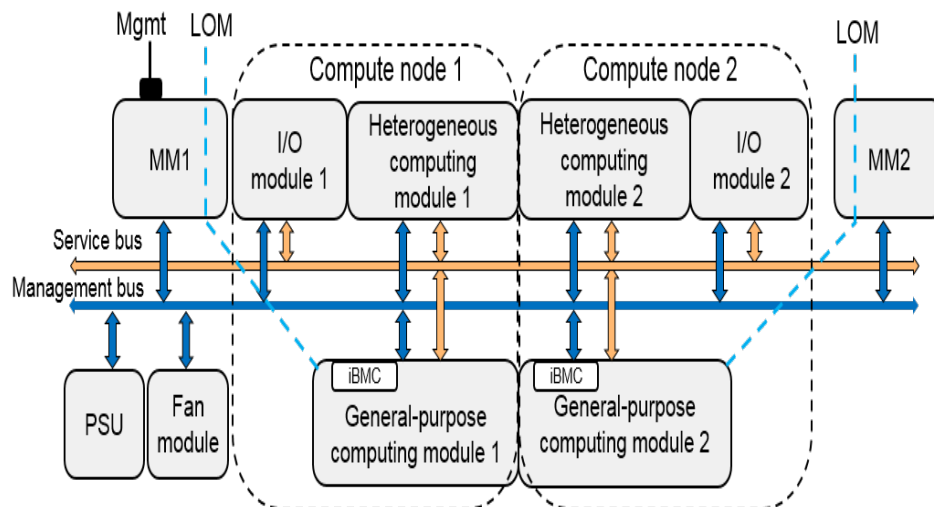 Mgmt
LOM
LOM
Compute node 1
Compute node 2
MM1
I/O
module 1
Heterogeneous
computing
module 1
Heterogeneous
computing
module 2
I/O
module 2
MM2
Service bus
Management bus
PSU
Fan
module
iBMC
General-purpose
computing module 1
iBMC
General-purpose
computing module 2